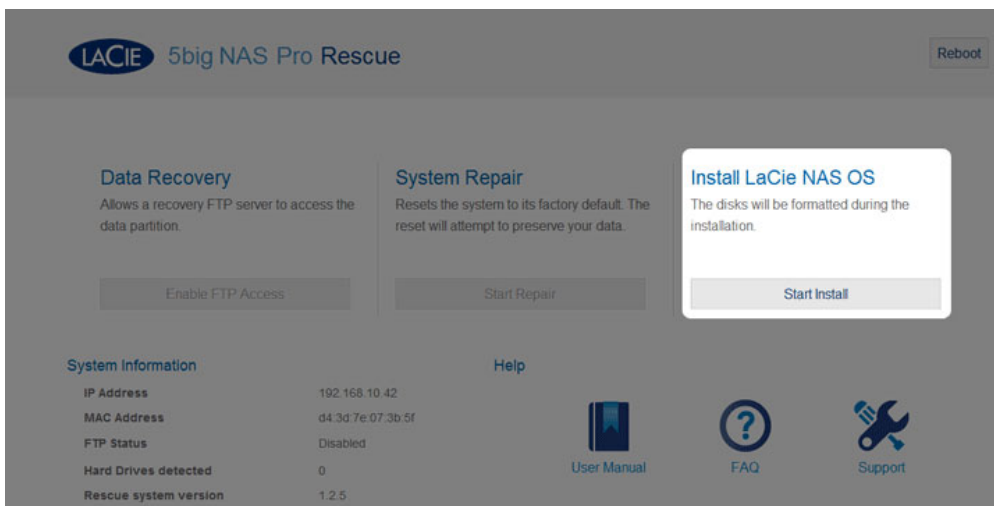 LACIE 5big NAS Pro Rescue
Reboot
Data Recovery
Allows a recovery FTP server to access the
data partition.
Enable FTP Access
System Repair
Resets the system to its factory default. The
reset will attempt to preserve your data.
Start Repair
Install LaCie NAS OS
The disks will be formatted during the
installation.
Start Install
System Information
IP Address 192.168.10.42
MAC Address d4:3d:7e:07:3b:5f
FTP Status Disabled
Hard Drives detected 0
Rescue system version 1.2.5
Help
User Manual
FAQ
Support